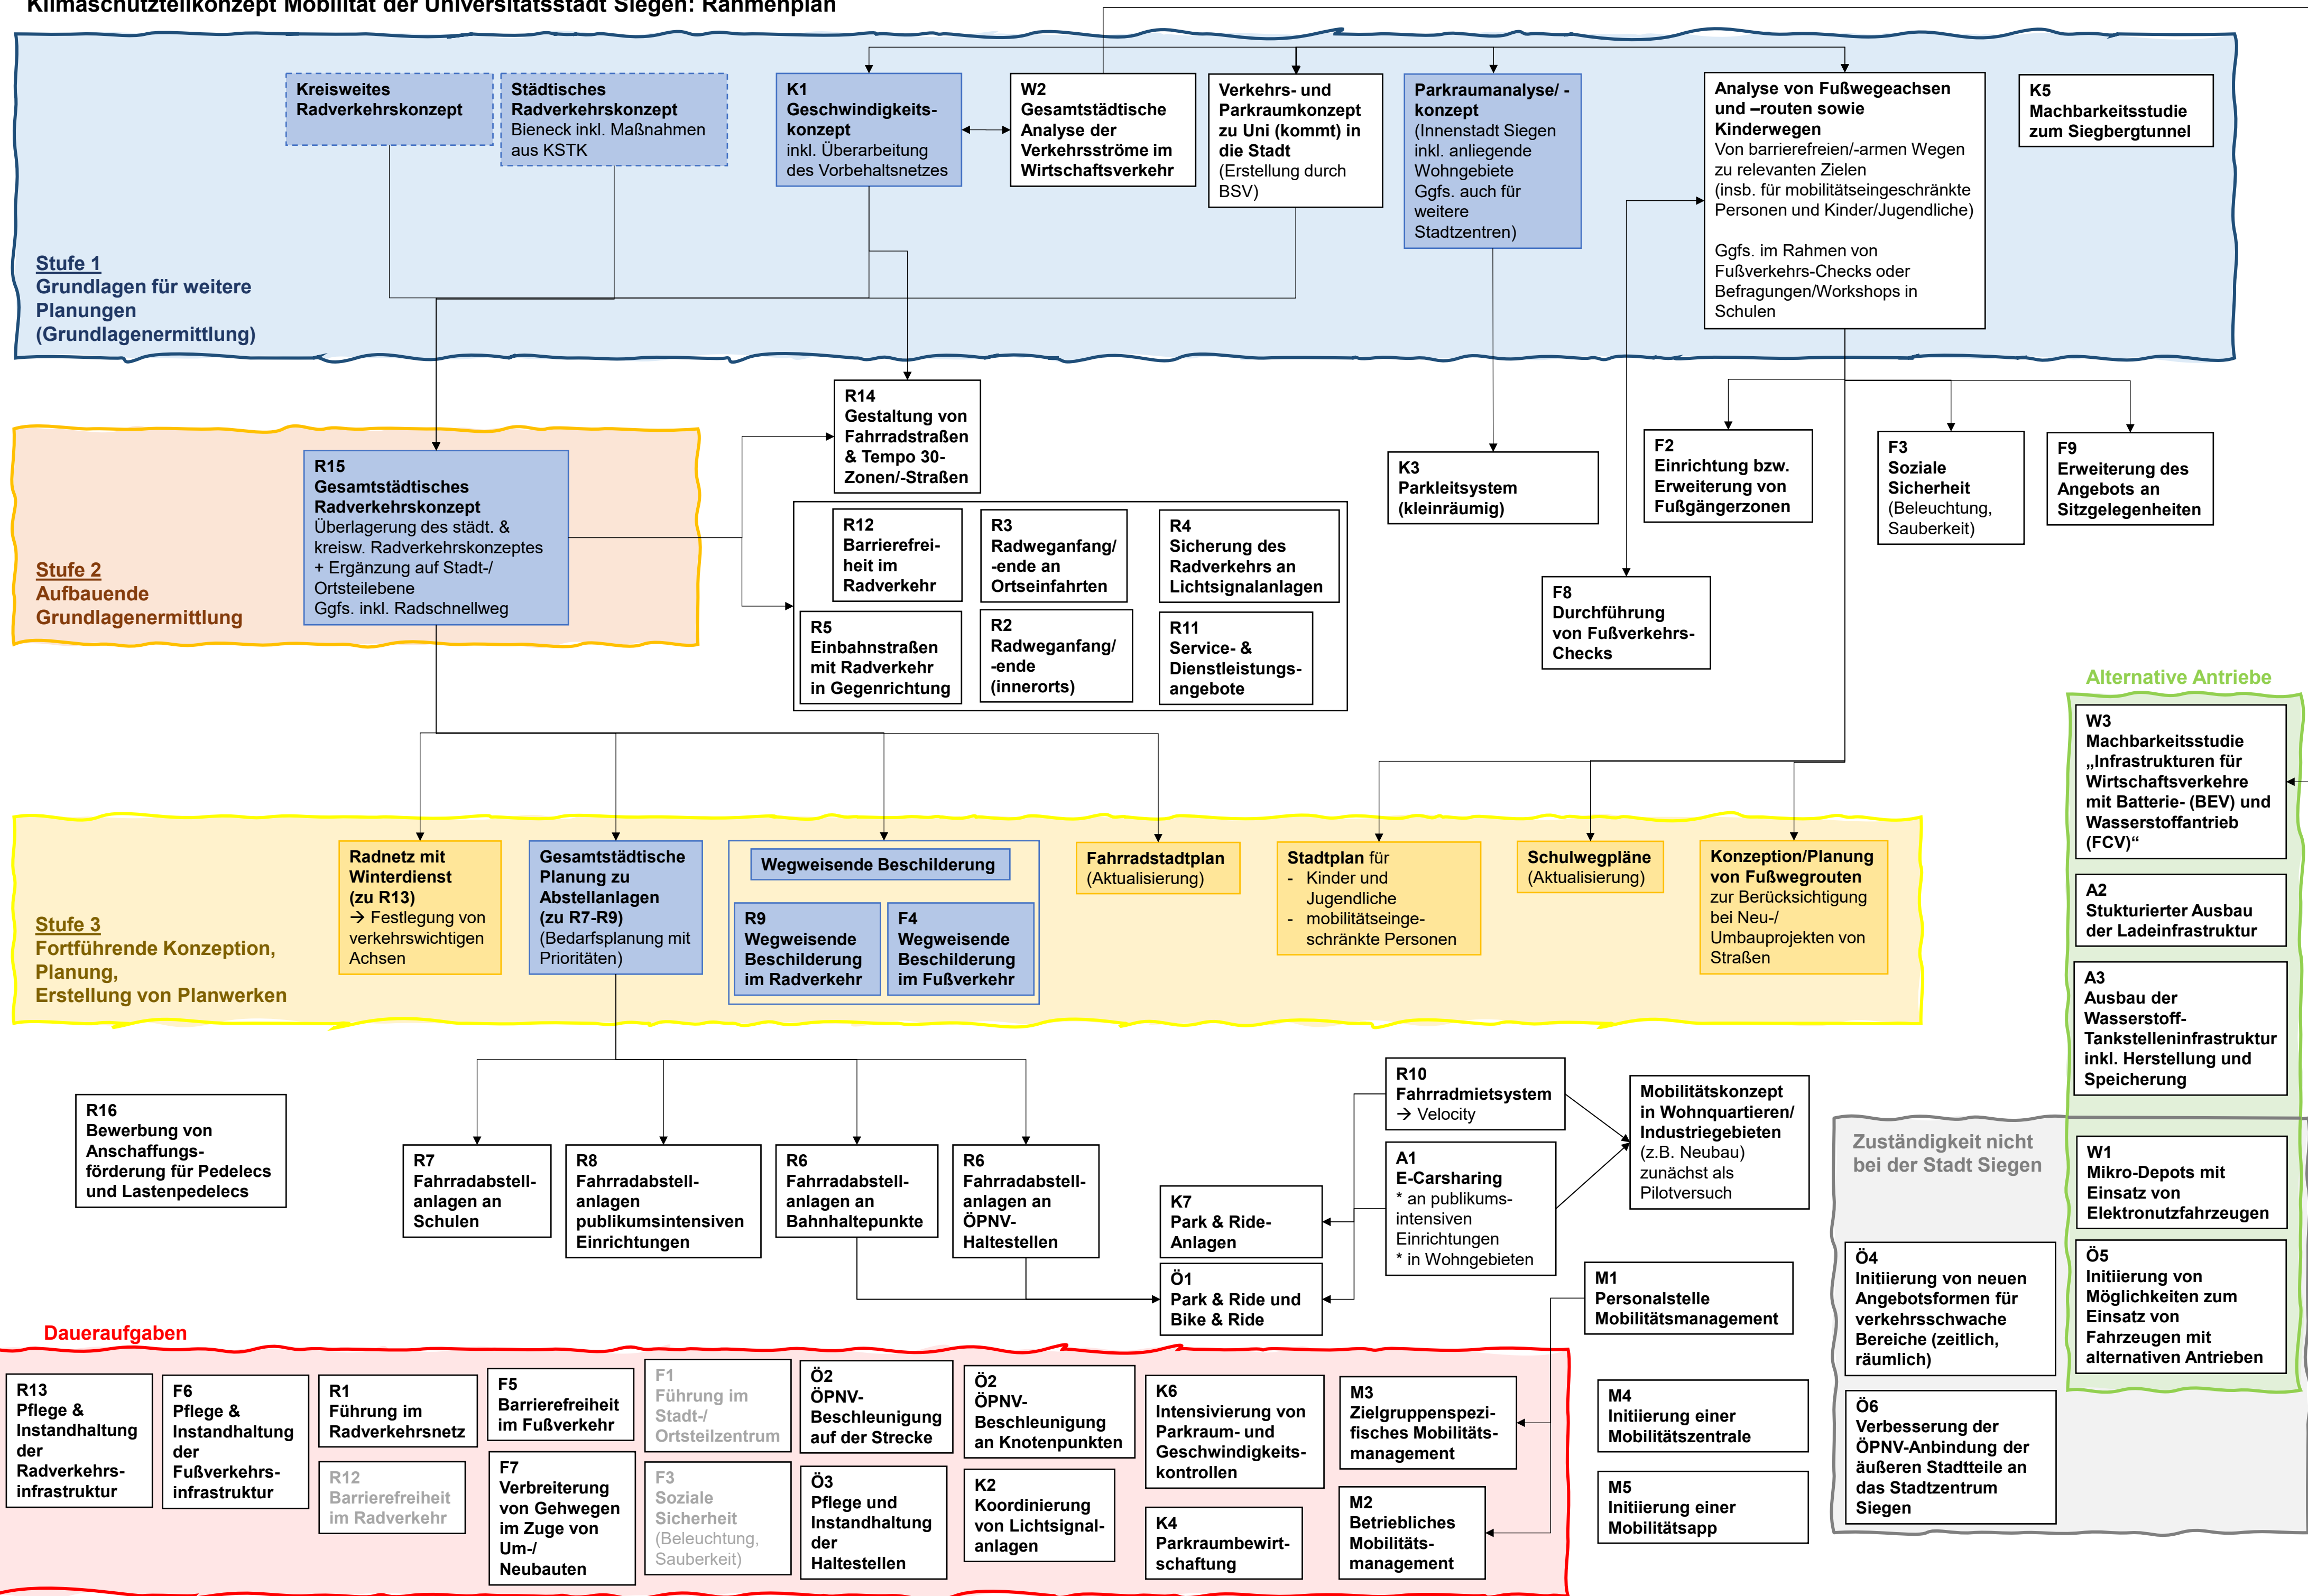 Klimaschutzteilkonzept Mobilität der Universitätsstadt Siegen: Rahmenplan
Kreisweites
Radverkehrskonzept
Städtisches
Radverkehrskonzept
Bieneck inkl. Maßnahmen
aus KSTK
K1
Geschwindigkeits-
konzept
inkl. Überarbeitung
des Vorbehaltsnetzes
W2
Gesamtstädtische
Analyse der
Verkehrsströme im
Wirtschaftsverkehr
Verkehrs- und
Parkraumkonzept
zu Uni (kommt) in
die Stadt
(Erstellung durch
BSV)
Parkraumanalyse/ -
konzept
(Innenstadt Siegen
inkl. anliegende
Wohngebiete
Ggfs. auch für
weitere
Stadtzentren)
Analyse von Fußwegeachsen
und –routen sowie
Kinderwegen
Von barrierefreien/-armen Wegen
zu relevanten Zielen
(insb. für mobilitätseingeschränkte
Personen und Kinder/Jugendliche)
Ggfs. im Rahmen von
Fußverkehrs-Checks oder
Befragungen/Workshops in
Schulen
K5
Machbarkeitsstudie
zum Siegbergtunnel
Stufe 1
Grundlagen für weitere
Planungen
(Grundlagenermittlung)
R14
Gestaltung von
Fahrradstraßen
& Tempo 30-
Zonen/-Straßen
R15
Gesamtstädtisches
Radverkehrskonzept
Überlagerung des städt. &
kreisw. Radverkehrskonzeptes
+ Ergänzung auf Stadt-/
Ortsteilebene
Ggfs. inkl. Radschnellweg
Stufe 2
Aufbauende
Grundlagenermittlung
R12
Barrierefrei-
heit im
Radverkehr
R3
Radweganfang/
-ende an
Ortseinfahrten
R4
Sicherung des
Radverkehrs an
Lichtsignalanlagen
R5
Einbahnstraßen
mit Radverkehr
in Gegenrichtung
R2
Radweganfang/
-ende
(innerorts)
R11
Service- &
Dienstleistungs-
angebote
K3
Parkleitsystem
(kleinräumig)
F2
Einrichtung bzw.
Erweiterung von
Fußgängerzonen
F3
Soziale
Sicherheit
(Beleuchtung,
Sauberkeit)
F9
Erweiterung des
Angebots an
Sitzgelegenheiten
F8
Durchführung
von Fußverkehrs-
Checks
Alternative Antriebe
W3
Machbarkeitsstudie
„Infrastrukturen für
Wirtschaftsverkehre
mit Batterie- (BEV) und
Wasserstoffantrieb
(FCV)“
A2
Stukturierter Ausbau
der Ladeinfrastruktur
A3
Ausbau der
Wasserstoff-
Tankstelleninfrastruktur
inkl. Herstellung und
Speicherung
Stufe 3
Fortführende Konzeption,
Planung,
Erstellung von Planwerken
Radnetz mit
Winterdienst
(zu R13)
→ Festlegung von
verkehrswichtigen
Achsen
Gesamtstädtische
Planung zu
Abstellanlagen
(zu R7-R9)
(Bedarfsplanung mit
Prioritäten)
Wegweisende Beschilderung
R9
Wegweisende
Beschilderung
im Radverkehr
F4
Wegweisende
Beschilderung
im Fußverkehr
Fahrradstadtplan
(Aktualisierung)
Stadtplan für
- Kinder und
Jugendliche
- mobilitätseinge-
schränkte Personen
Schulwegpläne
(Aktualisierung)
Konzeption/Planung
von Fußwegrouten
zur Berücksichtigung
bei Neu-/
Umbauprojekten von
Straßen
R16
Bewerbung von
Anschaffungs-
förderung für Pedelecs
und Lastenpedelecs
R7
Fahrradabstell-
anlagen an
Schulen
R8
Fahrradabstell-
anlagen
publikumsintensiven
Einrichtungen
R6
Fahrradabstell-
anlagen an
Bahnhaltepunkte
R6
Fahrradabstell-
anlagen an
ÖPNV-
Haltestellen
K7
Park & Ride-
Anlagen
Ö1
Park & Ride und
Bike & Ride
R10
Fahrradmietsystem
→ Velocity
A1
E-Carsharing
* an publikums-
intensiven
Einrichtungen
* in Wohngebieten
Mobilitätskonzept
in Wohnquartieren/
Industriegebieten
(z.B. Neubau)
zunächst als
Pilotversuch
M1
Personalstelle
Mobilitätsmanagement
Zuständigkeit nicht
bei der Stadt Siegen
W1
Mikro-Depots mit
Einsatz von
Elektronutzfahrzeugen
Ö4
Initiierung von neuen
Angebotsformen für
verkehrsschwache
Bereiche (zeitlich,
räumlich)
Ö5
Initiierung von
Möglichkeiten zum
Einsatz von
Fahrzeugen mit
alternativen Antrieben
Ö6
Verbesserung der
ÖPNV-Anbindung der
äußeren Stadtteile an
das Stadtzentrum
Siegen
M4
Initiierung einer
Mobilitätszentrale
M5
Initiierung einer
Mobilitätsapp
Daueraufgaben
R13
Pflege &
Instandhaltung
der
Radverkehrs-
infrastruktur
F6
Pflege &
Instandhaltung
der
Fußverkehrs-
infrastruktur
R1
Führung im
Radverkehrsnetz
R12
Barrierefreiheit
im Radverkehr
F5
Barrierefreiheit
im Fußverkehr
F7
Verbreiterung
von Gehwegen
im Zuge von
Um-/
Neubauten
F1
Führung im
Stadt-/
Ortsteilzentrum
F3
Soziale
Sicherheit
(Beleuchtung,
Sauberkeit)
Ö2
ÖPNV-
Beschleunigung
auf der Strecke
Ö3
Pflege und
Instandhaltung
der
Haltestellen
Ö2
ÖPNV-
Beschleunigung
an Knotenpunkten
K2
Koordinierung
von Lichtsignal-
anlagen
K6
Intensivierung von
Parkraum- und
Geschwindigkeits-
kontrollen
K4
Parkraumbewirt-
schaftung
M3
Zielgruppenspezi-
fisches Mobilitäts-
management
M2
Betriebliches
Mobilitäts-
management